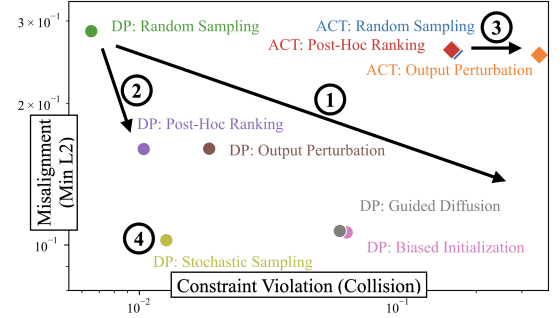 3 × 10⁻¹
DP: Random Sampling
ACT: Random Sampling
3
ACT: Post-Hoc Ranking
ACT: Output Perturbation
2 × 10⁻¹
2
1
DP: Post-Hoc Ranking
DP: Output Perturbation
Misalignment
(Min L2)
DP: Guided Diffusion
10⁻¹
4
DP: Biased Initialization
DP: Stochastic Sampling
Constraint Violation (Collision)
10⁻²
10⁻¹